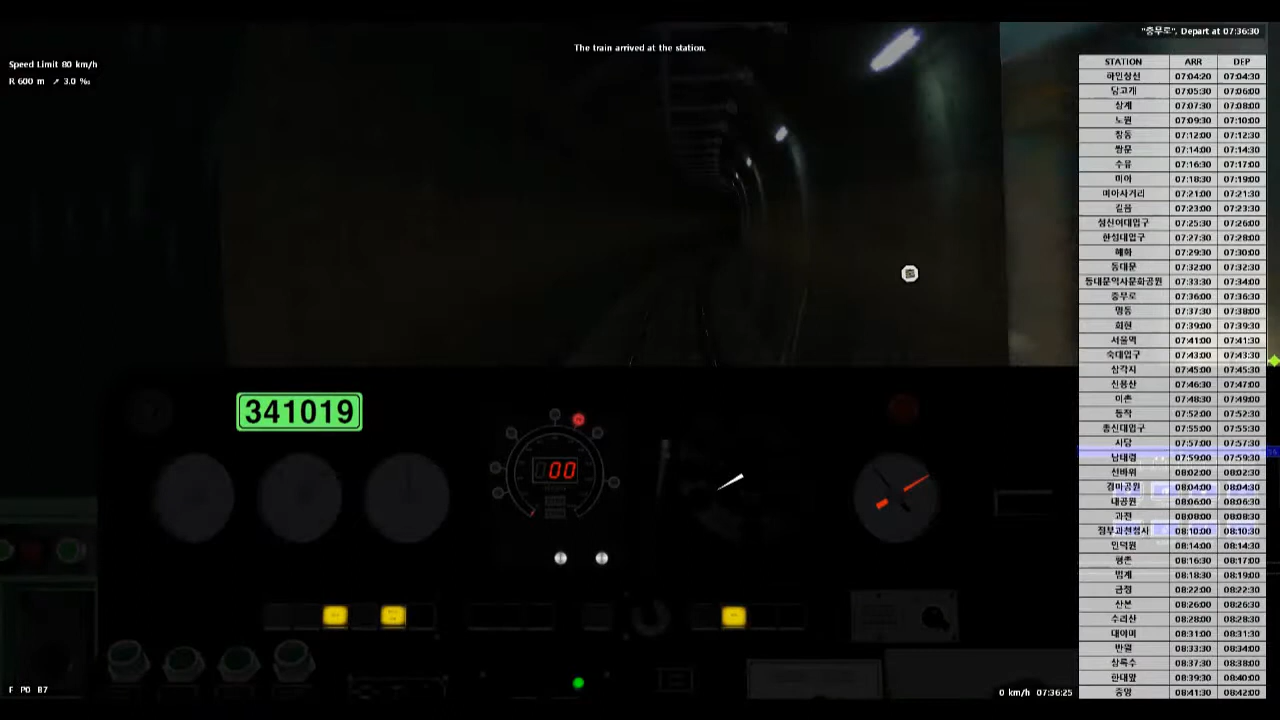 "충무로", Depart at 07:36:30
The train arrived at the station.
Speed Limit 80 km/h
R 600 m ↗ 3.0 ‰
STATION ARR DEP
하인상선 07:04:20 07:04:30
당고개 07:05:30 07:06:00
상계 07:07:30 07:08:00
노원 07:09:30 07:10:00
창동 07:12:00 07:12:30
쌍문 07:14:00 07:14:30
수유 07:16:30 07:17:00
미아 07:18:30 07:19:00
미아사거리 07:21:00 07:21:30
길음 07:23:00 07:23:30
성신여대입구 07:25:30 07:26:00
한성대입구 07:27:30 07:28:00
혜화 07:29:30 07:30:00
동대문 07:32:00 07:32:30
동대문역사문화공원 07:33:30 07:34:00
충무로 07:36:00 07:36:30
명동 07:37:30 07:38:00
회현 07:39:00 07:39:30
서울역 07:41:00 07:41:30
숙대입구 07:43:00 07:43:30
삼각지 07:45:00 07:45:30
신용산 07:46:30 07:47:00
이촌 07:48:30 07:49:00
동작 07:52:00 07:52:30
총신대입구 07:55:00 07:55:30
사당 07:57:00 07:57:30
남태령 07:59:00 07:59:30
선바위 08:02:00 08:02:30
경마공원 08:04:00 08:04:30
대공원 08:06:00 08:06:30
과천 08:08:00 08:08:30
정부과천청사 08:10:00 08:10:30
인덕원 08:14:00 08:14:30
평촌 08:16:30 08:17:00
범계 08:18:30 08:19:00
금정 08:22:00 08:22:30
산본 08:26:00 08:26:30
수리산 08:28:00 08:28:30
대야미 08:31:00 08:31:30
반월 08:33:30 08:34:00
상록수 08:37:30 08:38:00
한대앞 08:39:30 08:40:00
중앙 08:41:30 08:42:00
341019
00
F P0 B7
0 km/h 07:36:25